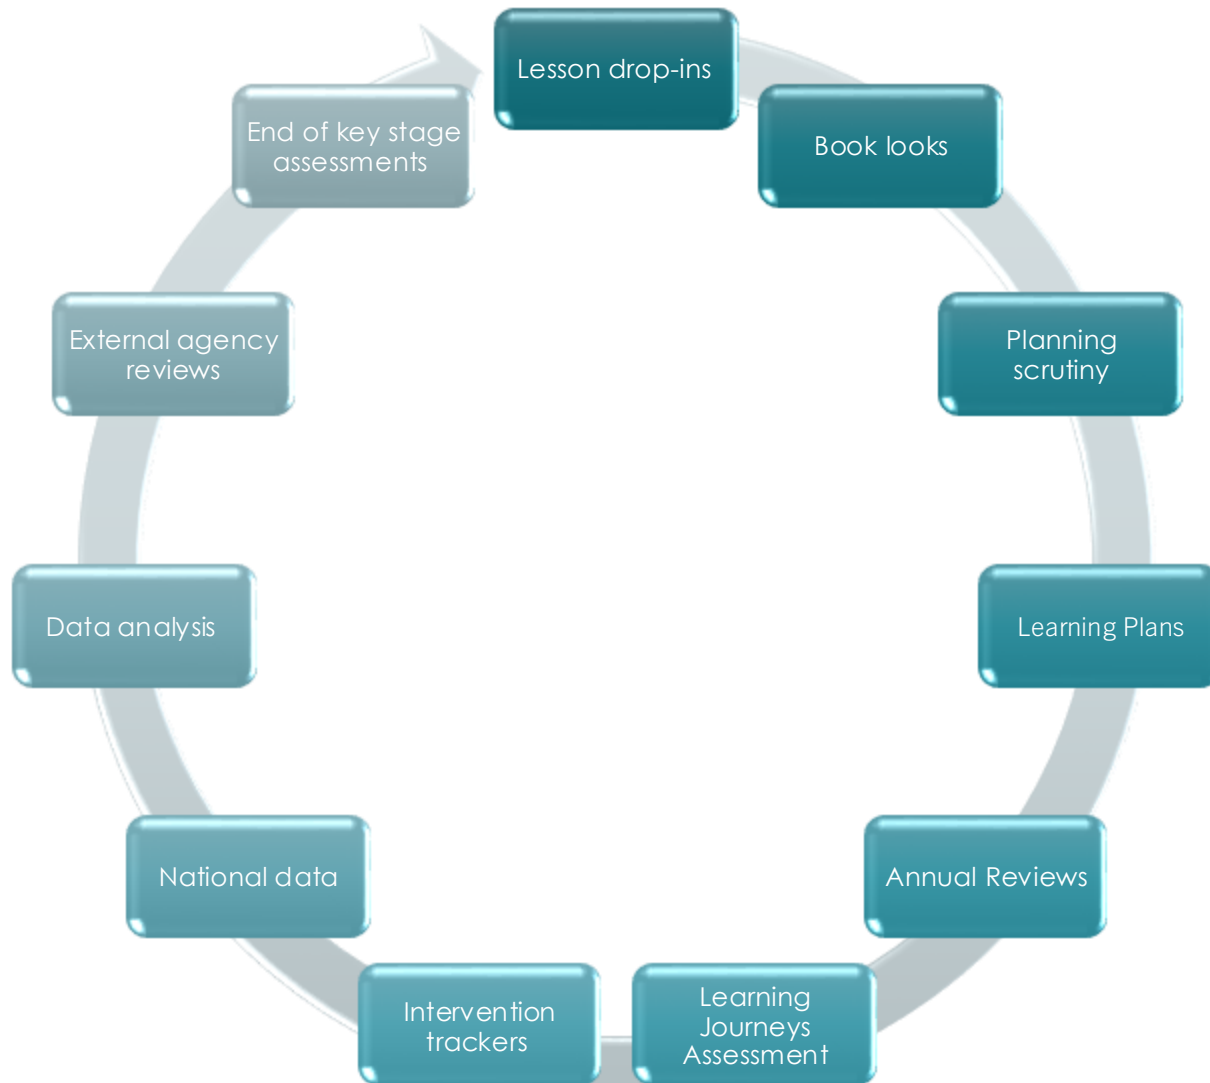 Lesson drop-ins
Book looks
Planning
scrutiny
Learning Plans
Annual Reviews
Learning
Journeys
Assessment
Intervention
trackers
National data
Data analysis
External agency
reviews
End of key stage
assessments